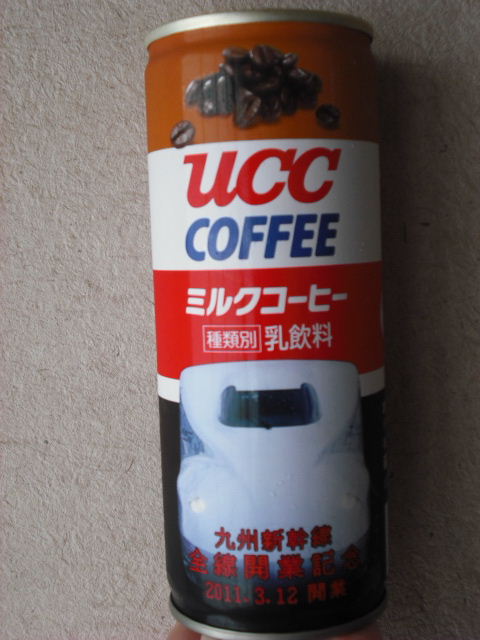 UCC
COFFEE
ミルクコーヒー
種類別 乳飲料
九州新幹線
全線開業記念
2011.3.12 開業